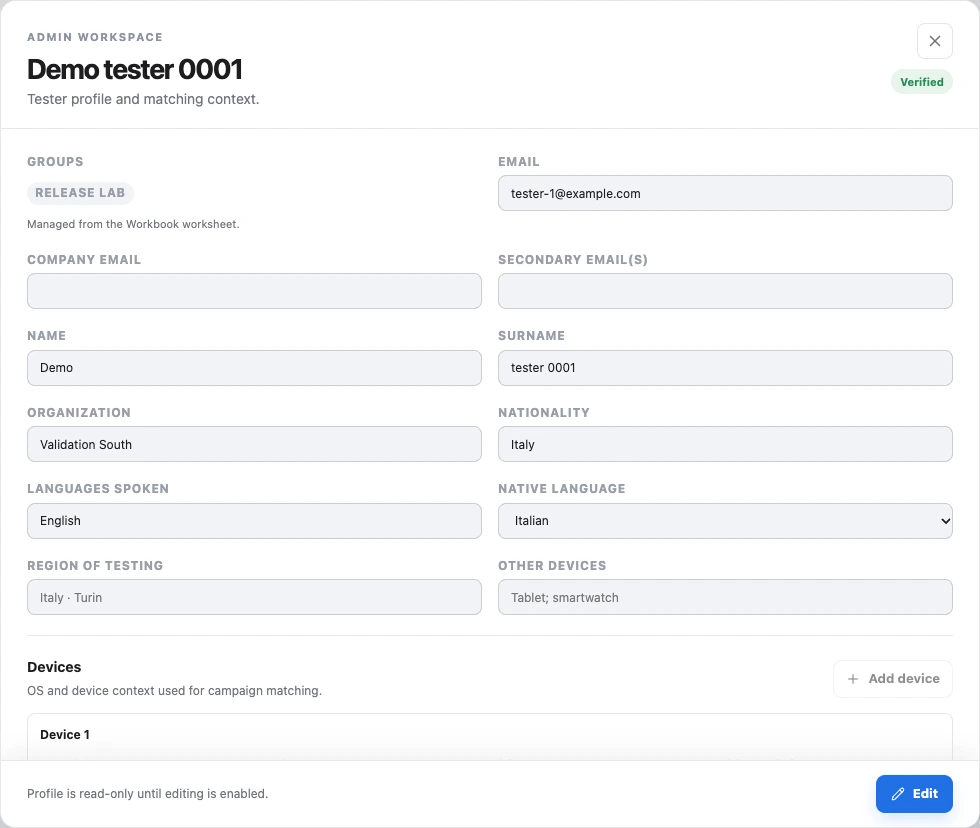 ADMIN WORKSPACE
Demo tester 0001
Tester profile and matching context.
Verified
GROUPS
RELEASE LAB
Managed from the Workbook worksheet.
EMAIL
tester-1@example.com
COMPANY EMAIL
SECONDARY EMAIL(S)
NAME
Demo
SURNAME
tester 0001
ORGANIZATION
Validation South
NATIONALITY
Italy
LANGUAGES SPOKEN
English
NATIVE LANGUAGE
Italian
REGION OF TESTING
Italy · Turin
OTHER DEVICES
Tablet; smartwatch
Devices
OS and device context used for campaign matching.
Add device
Device 1
Profile is read-only until editing is enabled.
Edit